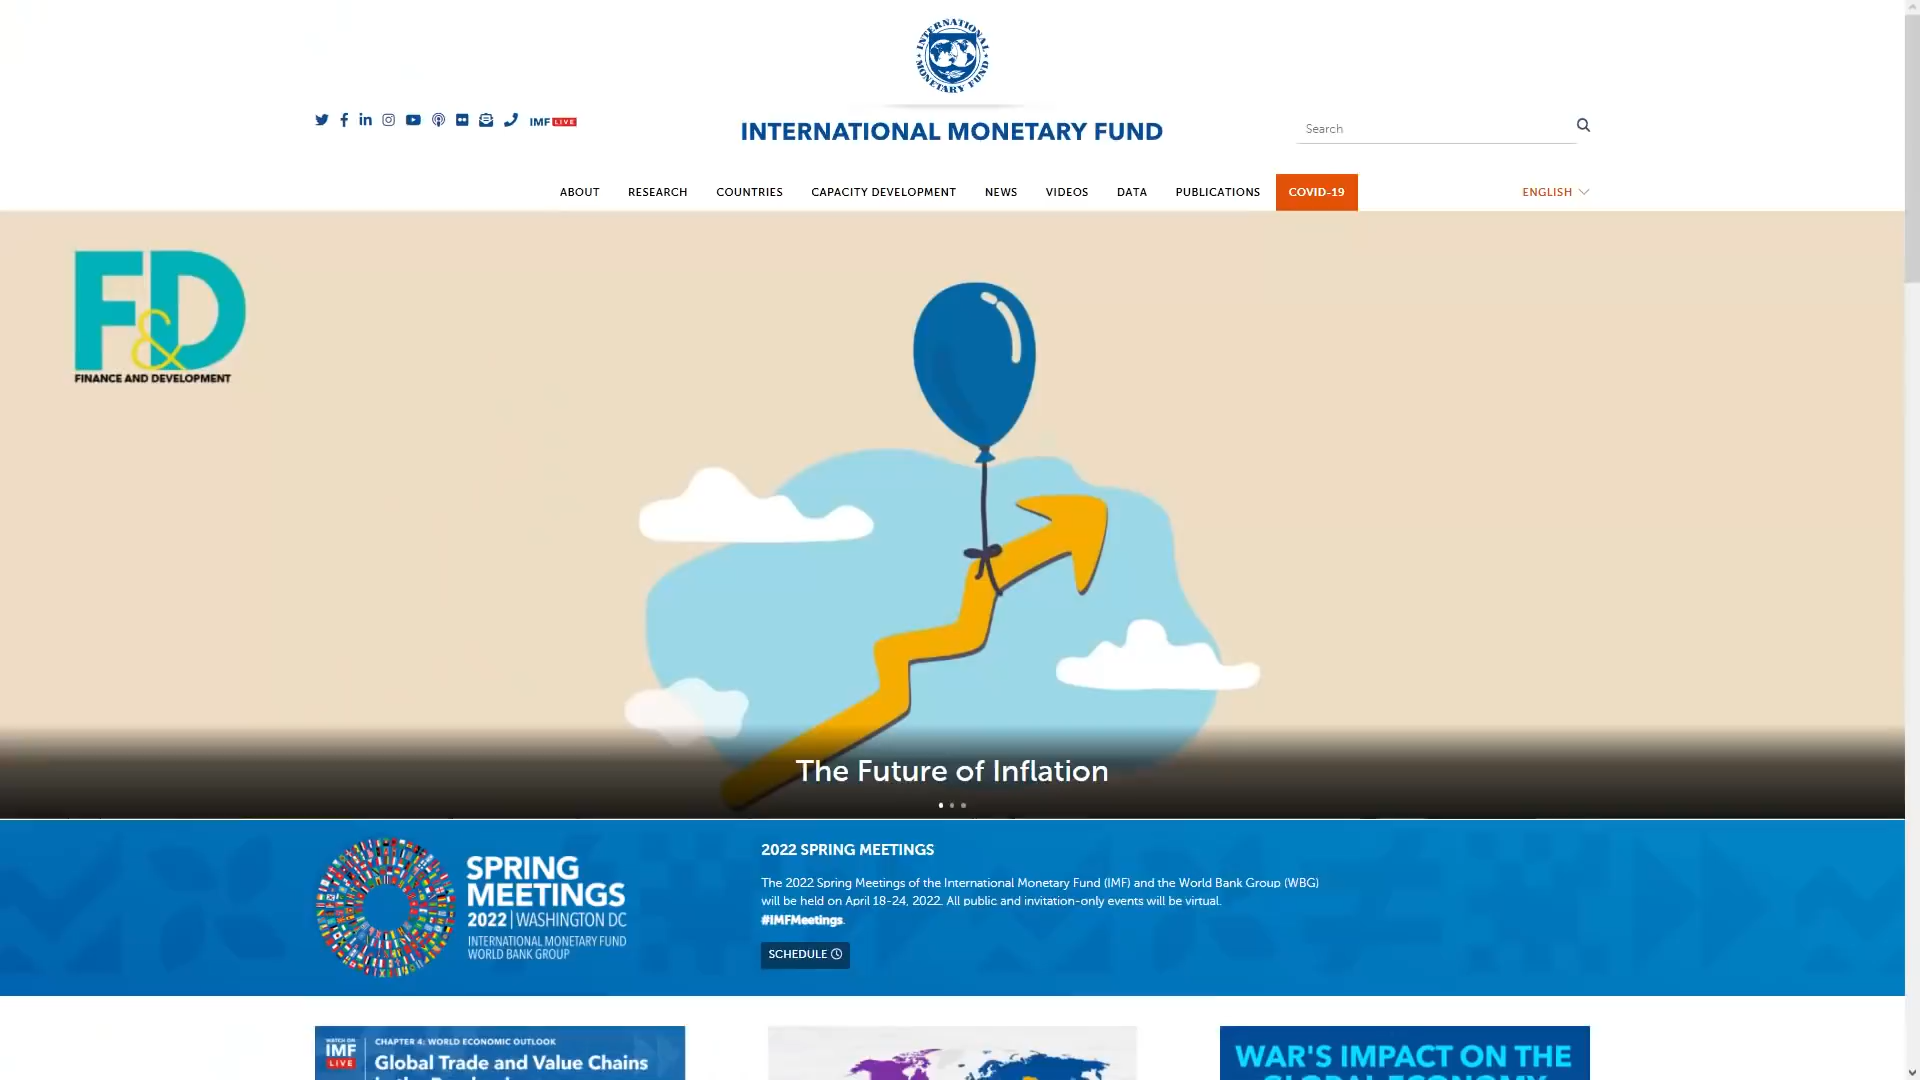 INTERNATIONAL MONETARY FUND
IMF LIVE
INTERNATIONAL MONETARY FUND
Search
ABOUT
RESEARCH
COUNTRIES
CAPACITY DEVELOPMENT
NEWS
VIDEOS
DATA
PUBLICATIONS
COVID-19
ENGLISH
F&D
FINANCE AND DEVELOPMENT
The Future of Inflation
SPRING
MEETINGS
2022 | WASHINGTON DC
INTERNATIONAL MONETARY FUND
WORLD BANK GROUP
2022 SPRING MEETINGS
The 2022 Spring Meetings of the International Monetary Fund (IMF) and the World Bank Group (WBG)
will be held on April 18-24, 2022. All public and invitation-only events will be virtual.
#IMFMeetings.
SCHEDULE
WATCH ON
IMF
LIVE
CHAPTER 4: WORLD ECONOMIC OUTLOOK
Global Trade and Value Chains
WAR'S IMPACT ON THE
GLOBAL ECONOMY